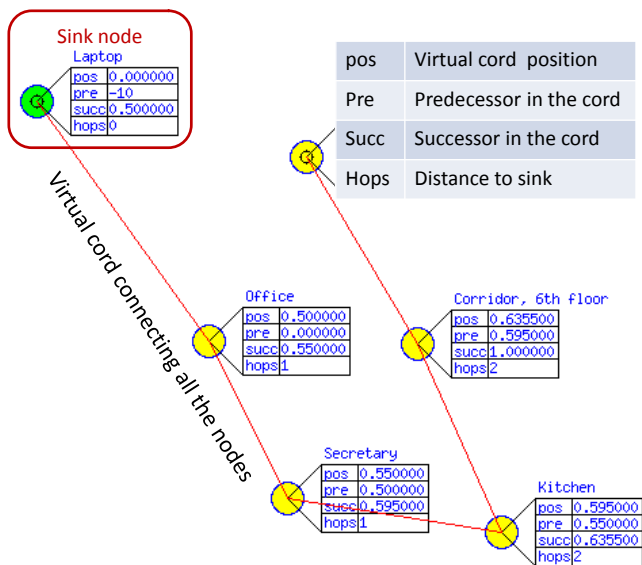 Sink node
Laptop
pos 0.000000
pre -10
succ 0.500000
hops 0
pos Virtual cord position
Pre Predecessor in the cord
Succ Successor in the cord
Hops Distance to sink
Virtual cord connecting all the nodes
Office
pos 0.500000
pre 0.000000
succ 0.550000
hops 1
Corridor, 6th floor
pos 0.635500
pre 0.595000
succ 1.000000
hops 2
Secretary
pos 0.550000
pre 0.500000
succ 0.595000
hops 1
Kitchen
pos 0.595000
pre 0.550000
succ 0.635500
hops 2